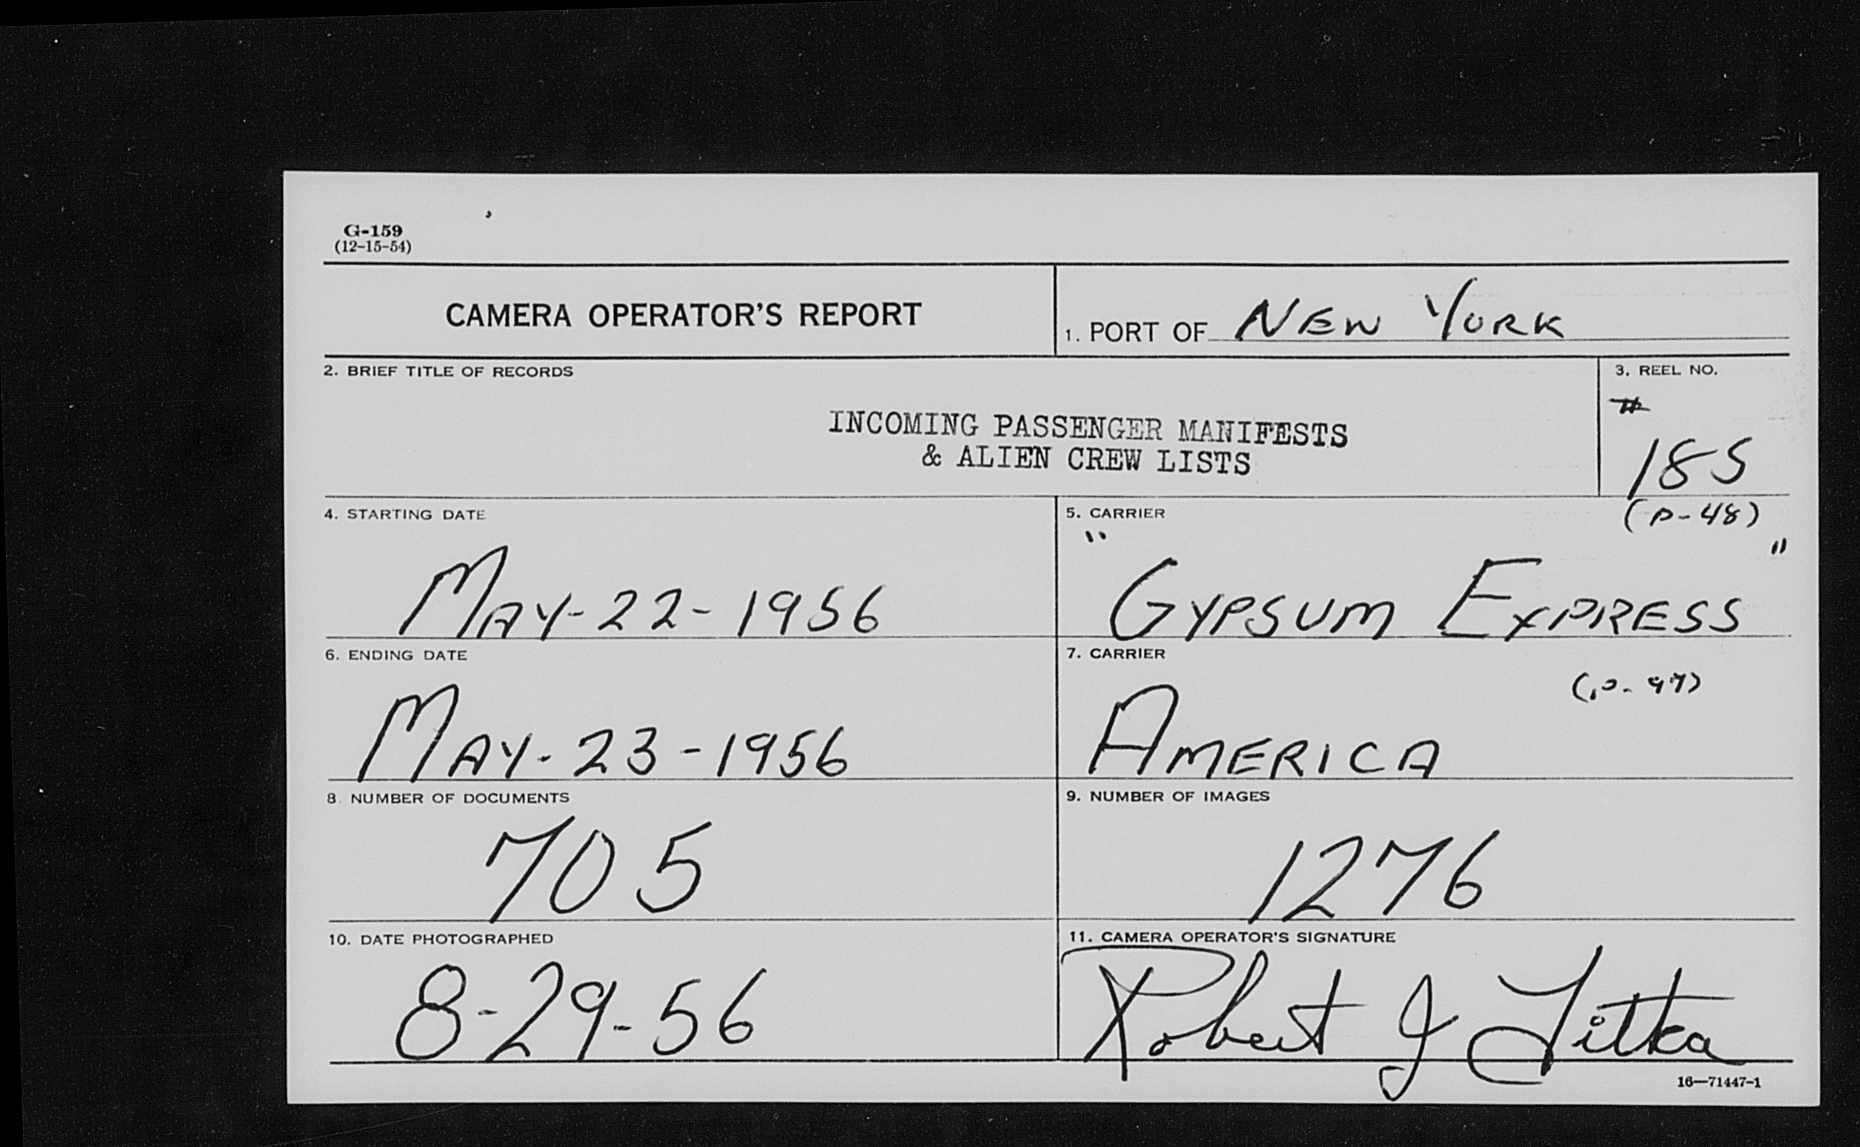 G-159
(12-15-54)
CAMERA OPERATOR'S REPORT
1. PORT OF NEW YORK
2. BRIEF TITLE OF RECORDS
INCOMING PASSENGER MANIFESTS
& ALIEN CREW LISTS
3. REEL NO.
#
185
(P-48)
4. STARTING DATE
MAY-22-1956
5. CARRIER
"GYPSUM EXPRESS"
6. ENDING DATE
MAY-23-1956
7. CARRIER
(P-97)
AMERICA
8. NUMBER OF DOCUMENTS
705
9. NUMBER OF IMAGES
1276
10. DATE PHOTOGRAPHED
8-29-56
11. CAMERA OPERATOR'S SIGNATURE
Robert J
16—71447-1